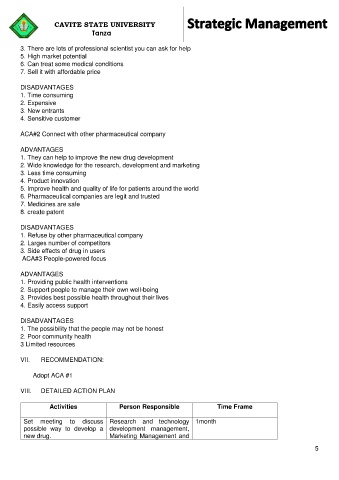 CAVITE STATE UNIVERSITY
Tanza
Strategic Management
3. There are lots of professional scientist you can ask for help
5. High market potential
6. Can treat some medical conditions
7. Sell it with affordable price
DISADVANTAGES
1. Time consuming
2. Expensive
3. New entrants
4. Sensitive customer
ACA#2 Connect with other pharmaceutical company
ADVANTAGES
1. They can help to improve the new drug development
2. Wide knowledge for the research, development and marketing
3. Less time consuming
4. Product innovation
5. Improve health and quality of life for patients around the world
6. Pharmaceutical companies are legit and trusted
7. Medicines are safe
8. create patent
DISADVANTAGES
1. Refuse by other pharmaceutical company
2. Larges number of competitors
3. Side effects of drug in users
ACA#3 People-powered focus
ADVANTAGES
1. Providing public health interventions
2. Support people to manage their own well-being
3. Provides best possible health throughout their lives
4. Easily access support
DISADVANTAGES
1. The possibility that the people may not be honest
2. Poor community health
3 Limited resources
VII. RECOMMENDATION:
Adopt ACA #1
VIII. DETAILED ACTION PLAN
Activities Person Responsible Time Frame
Set meeting to discuss Research and technology 1month
possible way to develop a development management,
new drug. Marketing Management and
5